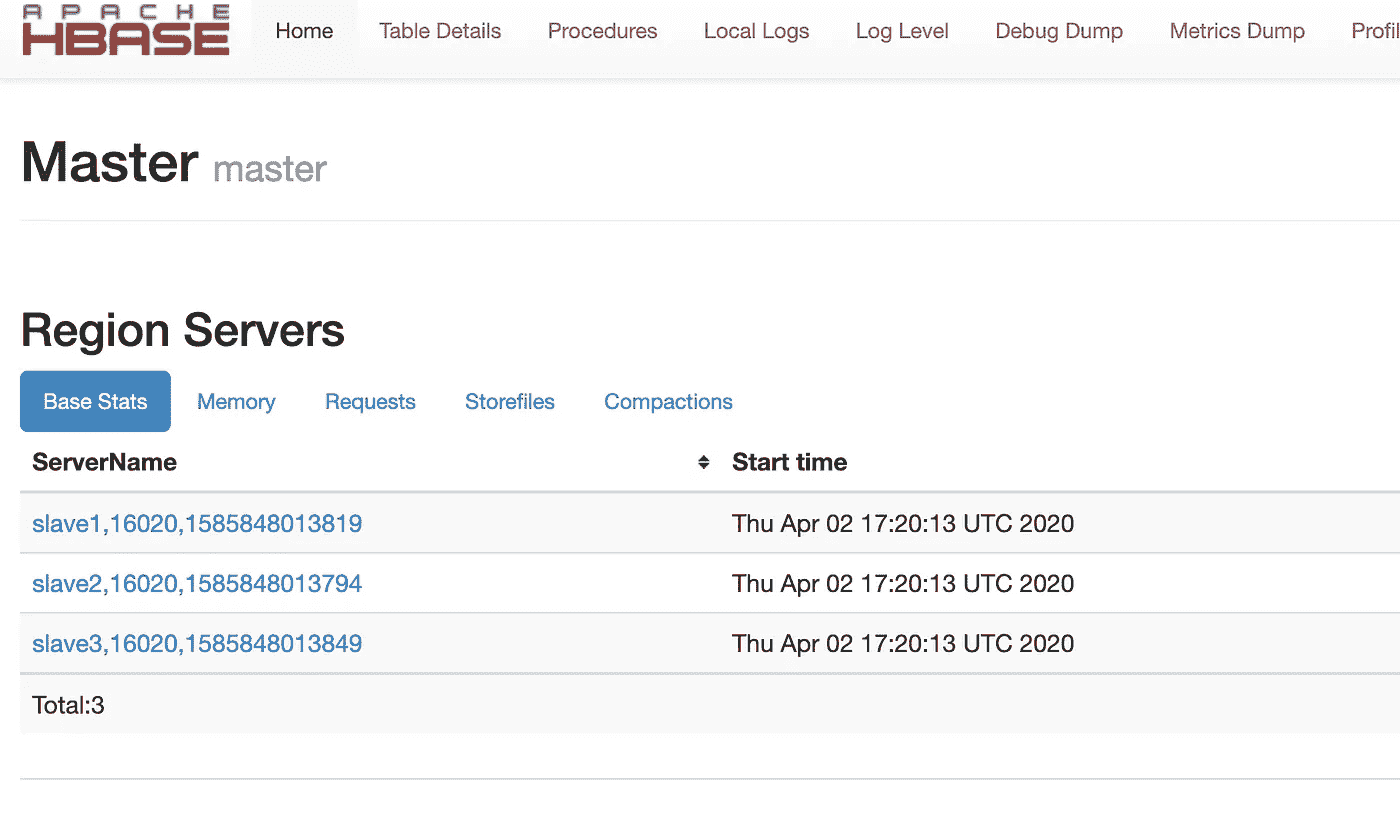 APACHE
HBASE Home Table Details Procedures Local Logs Log Level Debug Dump Metrics Dump Profil
Master master
Region Servers
Base Stats Memory Requests Storefiles Compactions
ServerName Start time
slave1,16020,1585848013819 Thu Apr 02 17:20:13 UTC 2020
slave2,16020,1585848013794 Thu Apr 02 17:20:13 UTC 2020
slave3,16020,1585848013849 Thu Apr 02 17:20:13 UTC 2020
Total:3